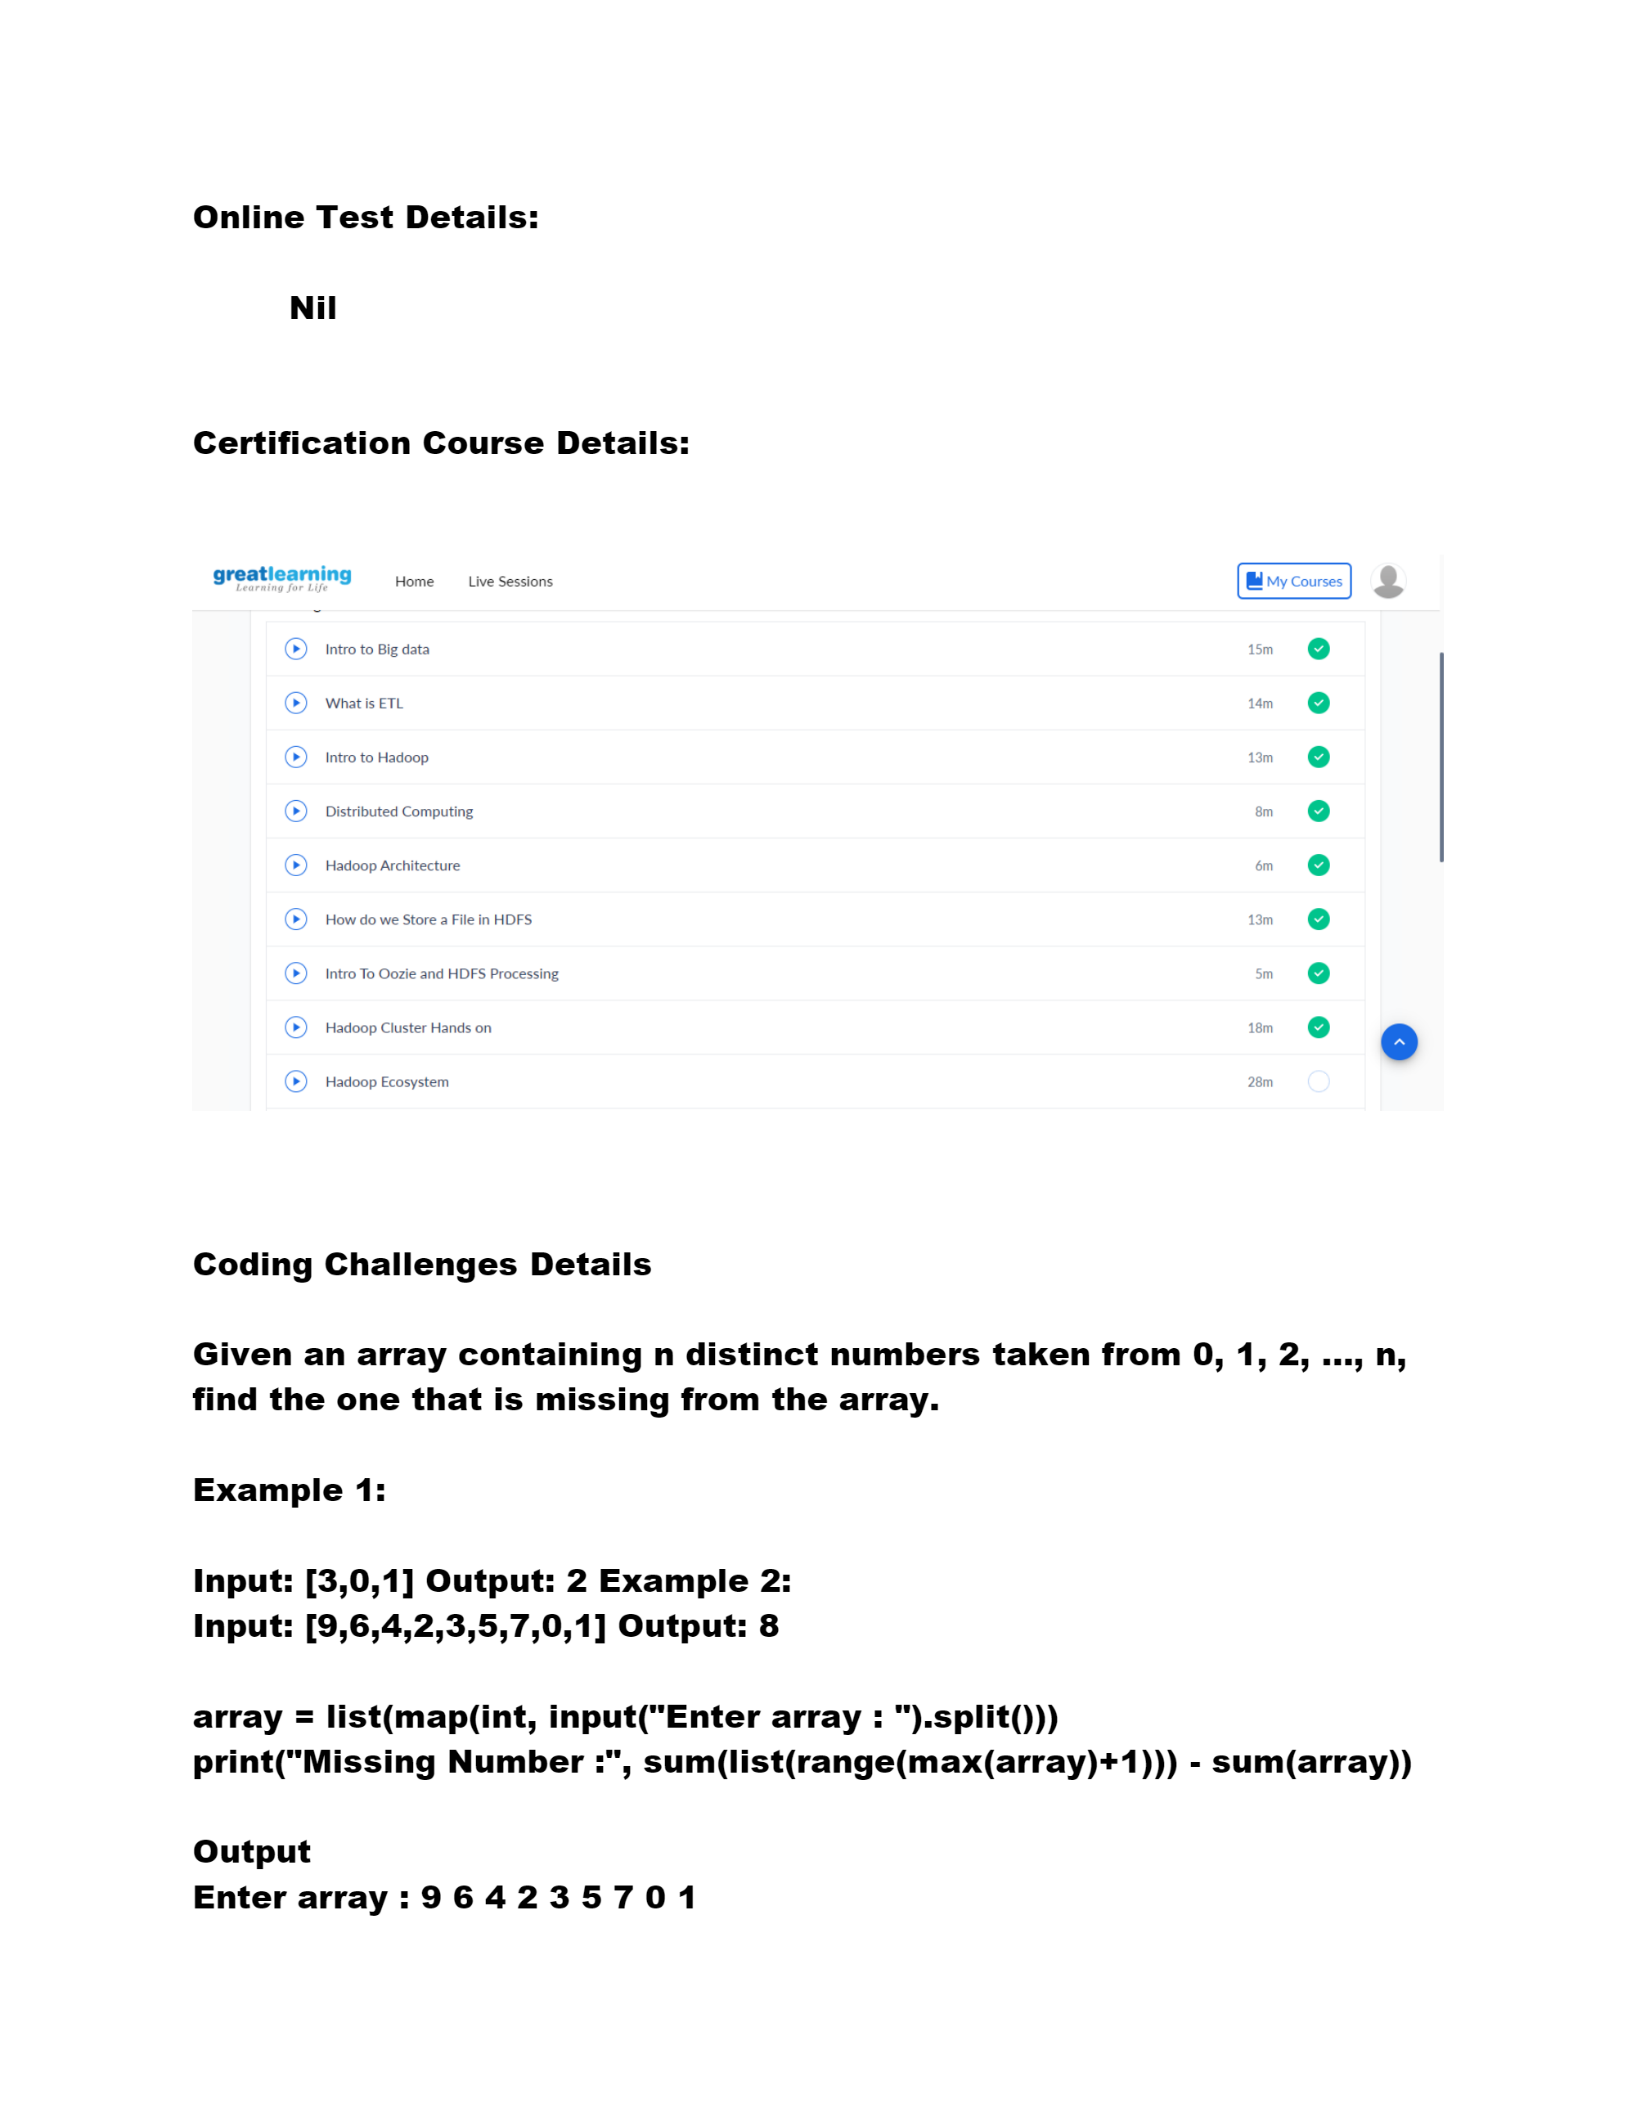 Online Test Details:
Nil
Certification Course Details:
greatlearning
Learning for Life
Home
Live Sessions
My Courses
Intro to Big data 15m
What is ETL 14m
Intro to Hadoop 13m
Distributed Computing 8m
Hadoop Architecture 6m
How do we Store a File in HDFS 13m
Intro To Oozie and HDFS Processing 5m
Hadoop Cluster Hands on 18m
Hadoop Ecosystem 28m
Coding Challenges Details
Given an array containing n distinct numbers taken from 0, 1, 2, ..., n,
find the one that is missing from the array.
Example 1:
Input: [3,0,1] Output: 2 Example 2:
Input: [9,6,4,2,3,5,7,0,1] Output: 8
array = list(map(int, input("Enter array : ").split()))
print("Missing Number :", sum(list(range(max(array)+1))) - sum(array))
Output
Enter array : 9 6 4 2 3 5 7 0 1